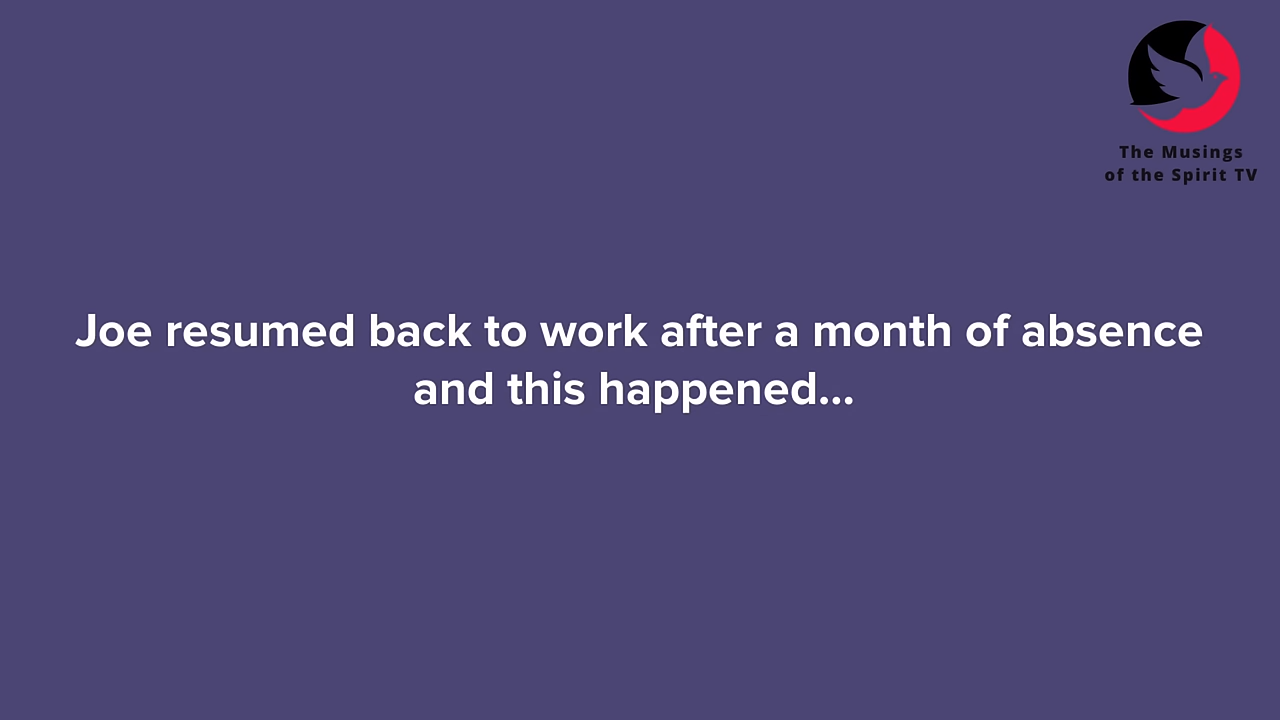 The Musings
of the Spirit TV
Joe resumed back to work after a month of absence
and this happened...